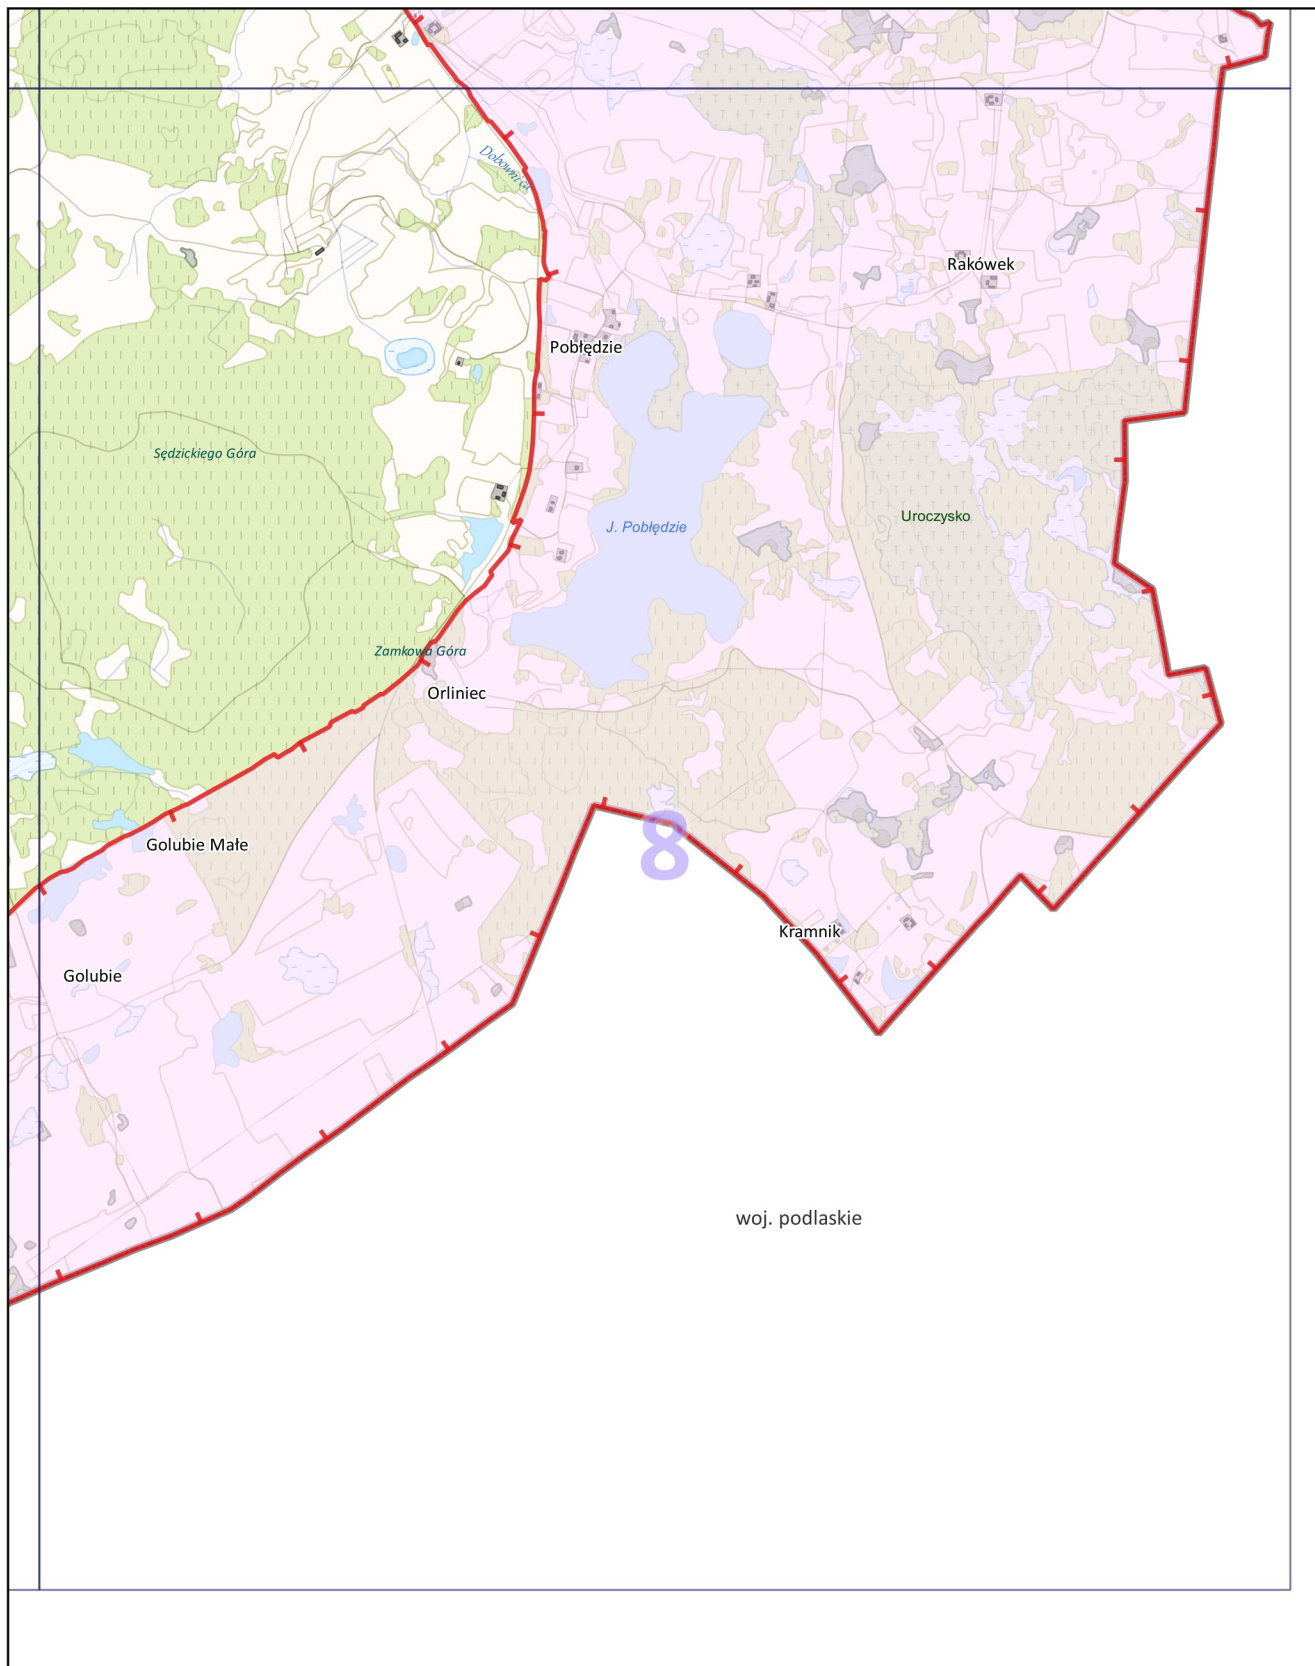 Dobownica
Rakówek
Pobłędzie
Sędzickiego Góra
Uroczysko
J. Pobłędzie
Zamkowa Góra
Orliniec
8
Golubie Małe
Kramnik
Golubie
woj. podlaskie